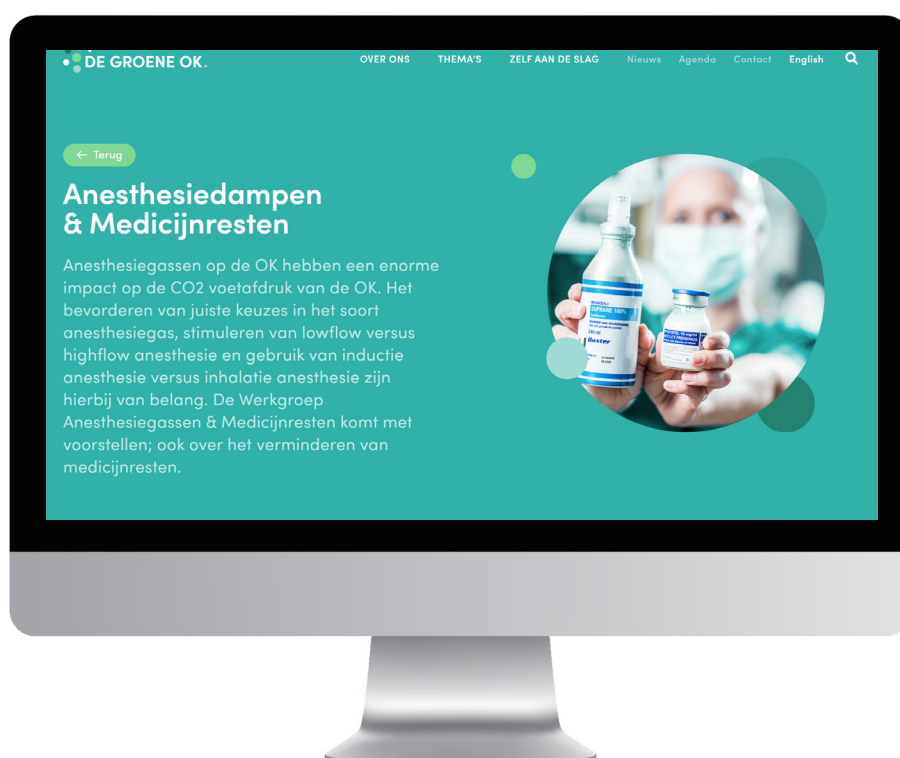 DE GROENE OK.
OVER ONS THEMA'S ZELF AAN DE SLAG Nieuws Agenda Contact English
← Terug
Anesthesiedampen
& Medicijnresten
Anesthesiegassen op de OK hebben een enorme
impact op de CO2 voetafdruk van de OK. Het
bevorderen van juiste keuzes in het soort
anesthesiegas, stimuleren van lowflow versus
highflow anesthesie en gebruik van inductie
anesthesie versus inhalatie anesthesie zijn
hierbij van belang. De Werkgroep
Anesthesiegassen & Medicijnresten komt met
voorstellen; ook over het verminderen van
medicijnresten.
SUPRANE 100%
Baxter